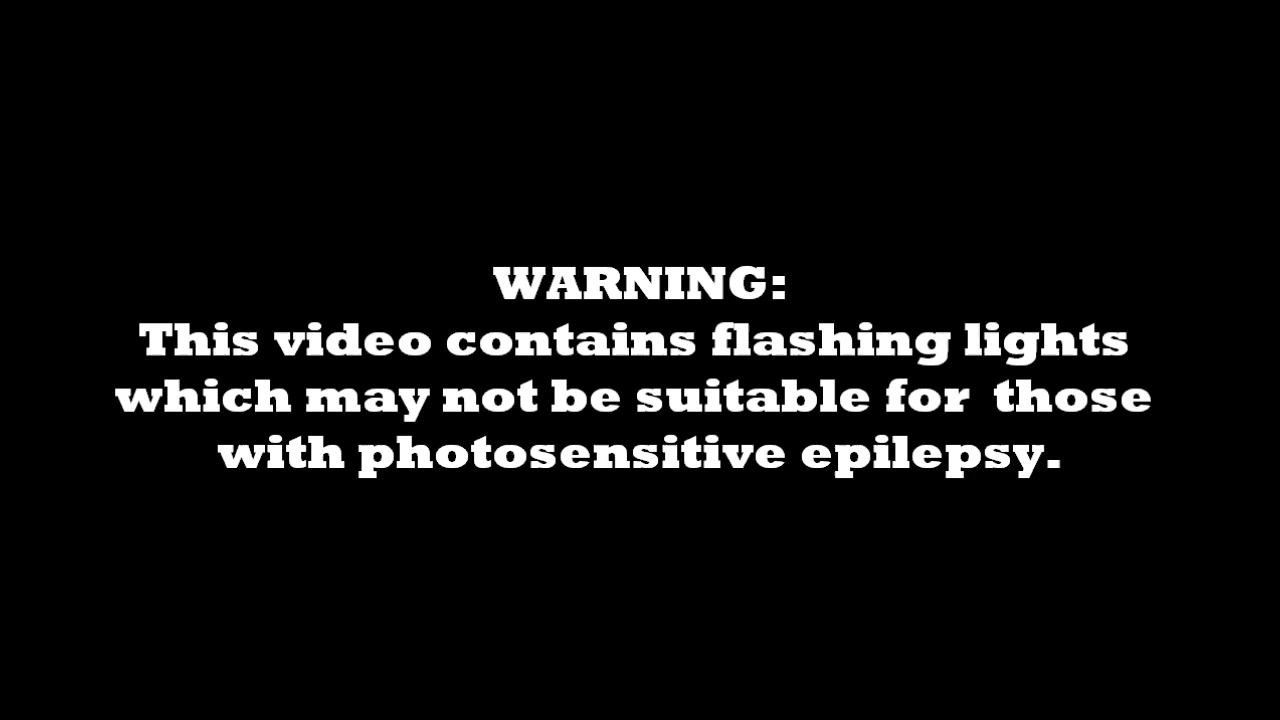 WARNING:
This video contains flashing lights
which may not be suitable for those
with photosensitive epilepsy.